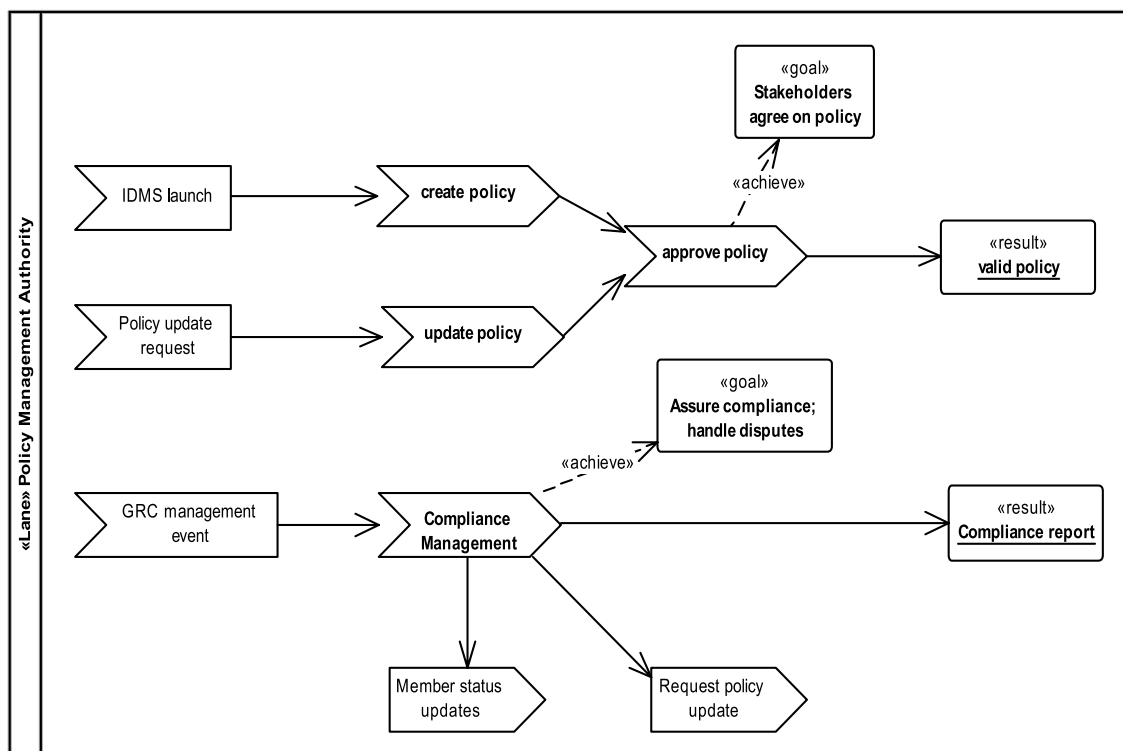 «Lane» Policy Management Authority
«goal»
Stakeholders
agree on policy
«achieve»
IDMS launch
create policy
approve policy
«result»
valid policy
Policy update
request
update policy
«goal»
Assure compliance;
handle disputes
«achieve»
GRC management
event
Compliance
Management
«result»
Compliance report
Member status
updates
Request policy
update